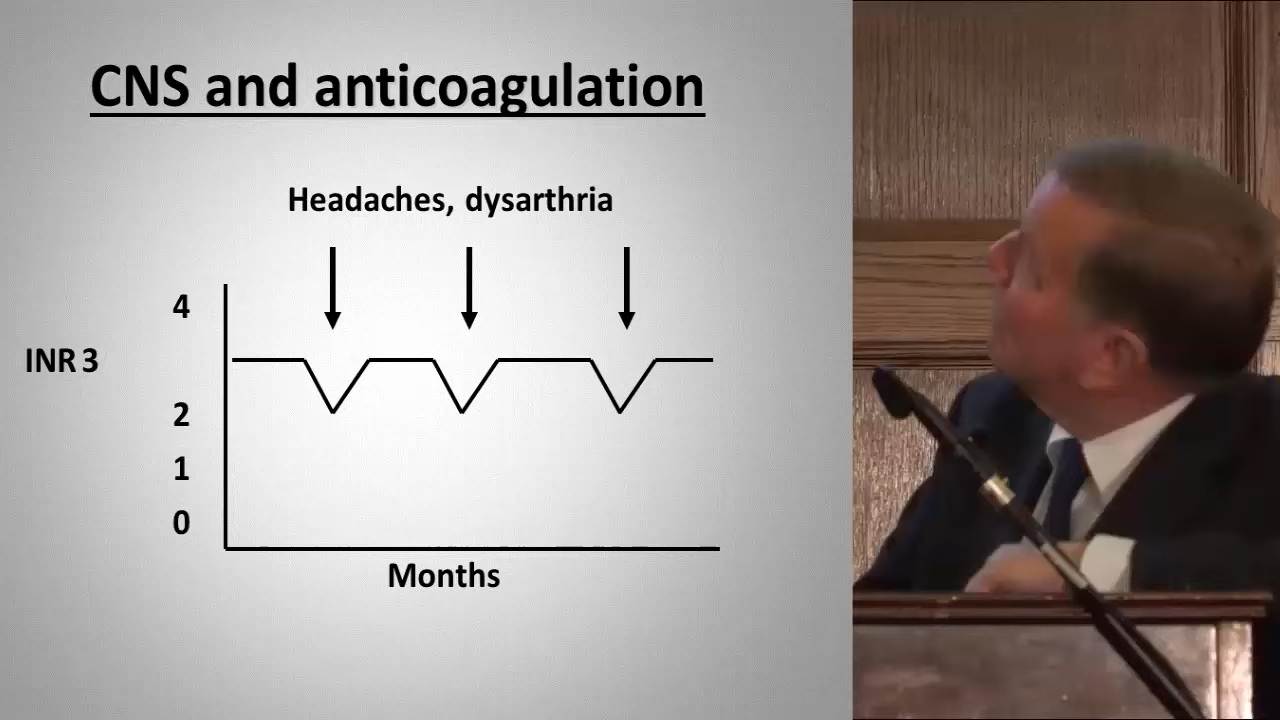 CNS and anticoagulation
Headaches, dysarthria
4
INR 3
2
1
0
Months